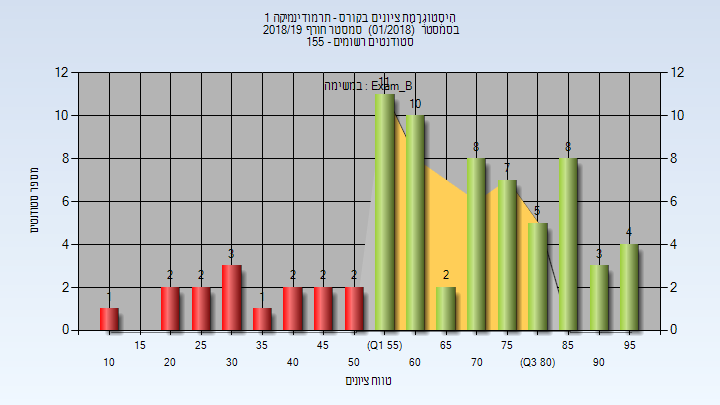 היסטוגרמת ציונים בקורס - תרמודינמיקה 1
בסמסטר (01/2018) סמסטר חורף 2018/19
סטודנטים רשומים - 155
במשימה : Exam_B
מספר סטודנטים
12 10 8 6 4 2 0
1 2 2 3 1 2 2 2 11 10 2 8 7 5 8 3 4
12 10 8 6 4 2 0
15 25 35 45 (Q1 55) 65 75 85 95
10 20 30 40 50 60 70 (Q3 80) 90
טווח ציונים